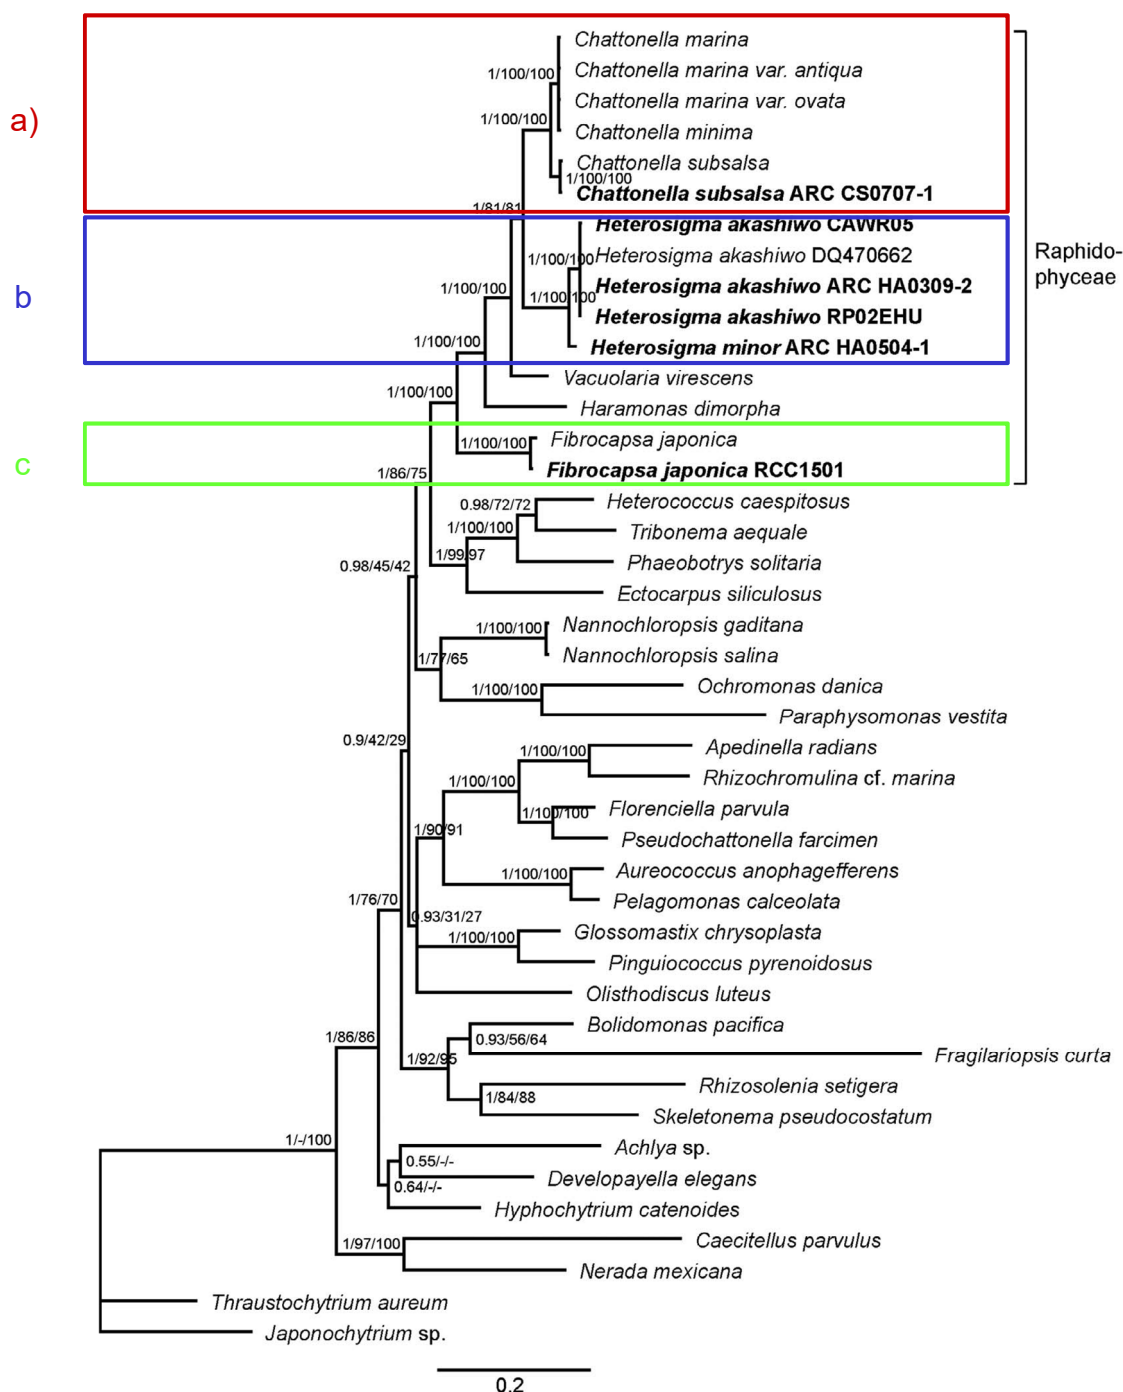 Chattonella marina
1/100/100
Chattonella marina var. antiqua
Chattonella marina var. ovata
a)
1/100/100
Chattonella minima
Chattonella subsalsa
1/100/100
Chattonella subsalsa ARC CS0707-1
1/81/81
Heterosigma akashiwo CAWR05
1/100/100
Heterosigma akashiwo DQ470662
Raphido-
phyceae
Heterosigma akashiwo ARC HA0309-2
b
1/100/100
1/100/100
Heterosigma akashiwo RP02EHU
1/100/100
Heterosigma minor ARC HA0504-1
Vacuolaria virescens
1/100/100
Haramonas dimorpha
Fibrocapsa japonica
1/100/100
c
Fibrocapsa japonica RCC1501
1/86/75
Heterococcus caespitosus
0.98/72/72
1/100/100
Tribonema aequale
1/99/97
Phaeobotrys solitaria
0.98/45/42
Ectocarpus siliculosus
Nannochloropsis gaditana
1/100/100
Nannochloropsis salina
1/77/65
Ochromonas danica
1/100/100
Paraphysomonas vestita
0.9/42/29
Apedinella radians
1/100/100
Rhizochromulina cf. marina
1/100/100
Florenciella parvula
1/100/100
1/90/91
Pseudochattonella farcimen
Aureococcus anophagefferens
1/100/100
Pelagomonas calceolata
1/76/70
0.93/31/27
Glossomastix chrysoplasta
1/100/100
Pinguiococcus pyrenoidosus
Olisthodiscus luteus
Bolidomonas pacifica
1/86/86
0.93/56/64
Fragilariopsis curta
1/92/95
Rhizosolenia setigera
1/84/88
Skeletonema pseudocostatum
1/-/100
Achlya sp.
0.55/-/-
Developayella elegans
0.64/-/-
Hyphochytrium catenoides
Caecitellus parvulus
1/97/100
Nerada mexicana
Thraustochytrium aureum
Japonochytrium sp.
0.2